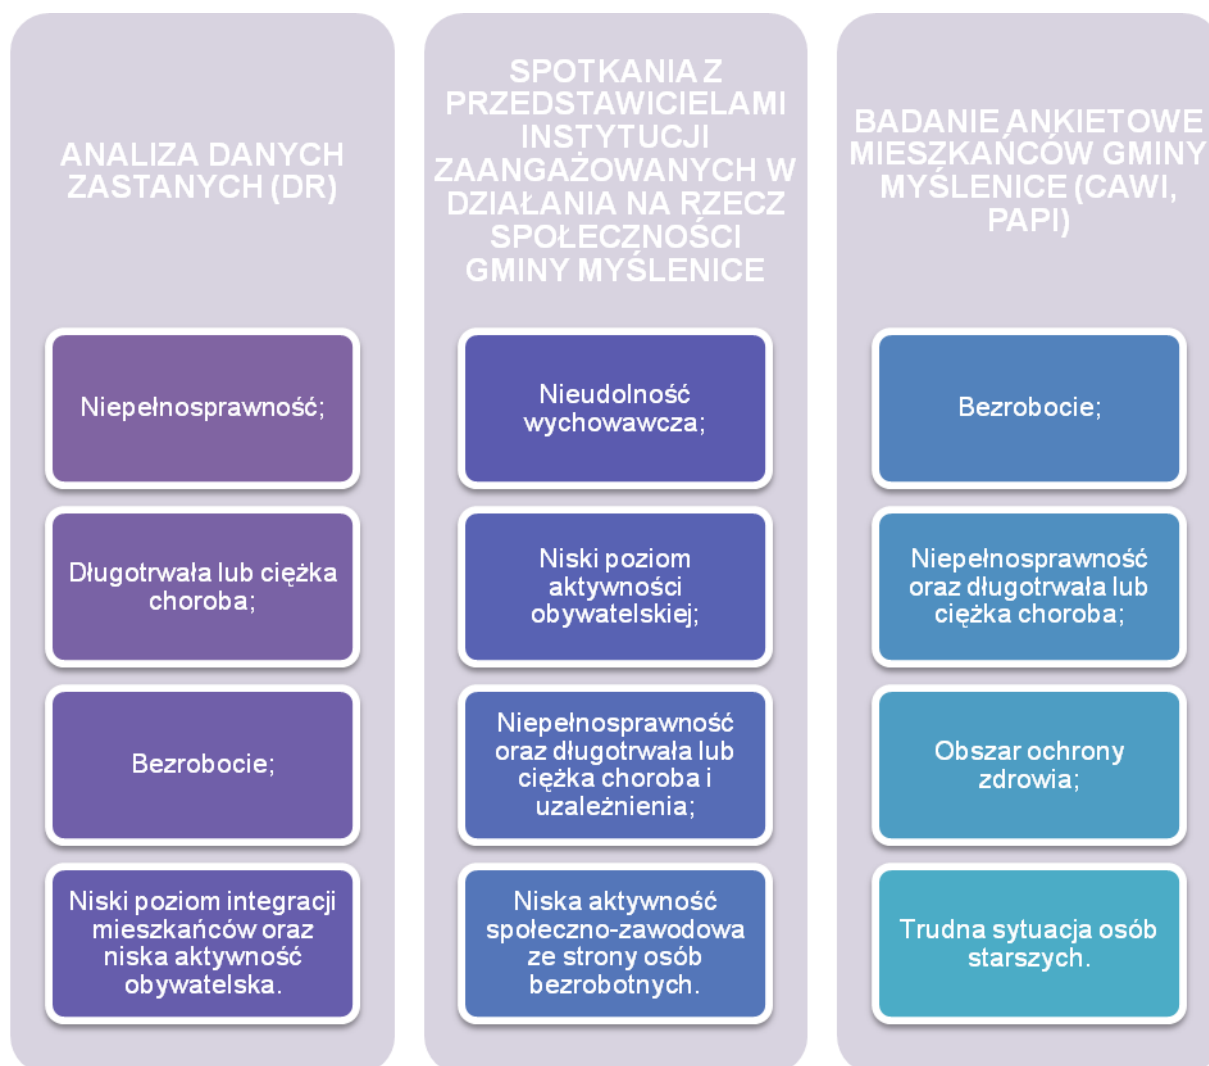 ANALIZA DANYCH
ZASTANYCH (DR)
Niepełnosprawność;
Długotrwała lub ciężka
choroba;
Bezrobocie;
Niski poziom integracji
mieszkańców oraz
niska aktywność
obywatelska.
SPOTKANIA Z
PRZEDSTAWICIELAMI
INSTYTUCJI
ZAANGAŻOWANYCH W
DZIAŁANIA NA RZECZ
SPOŁECZNOŚCI
GMINY MYŚLENICE
Nieudolność
wychowawcza;
Niski poziom
aktywności
obywatelskiej;
Niepełnosprawność
oraz długotrwała lub
ciężka choroba i
uzależnienia;
Niska aktywność
społeczno-zawodowa
ze strony osób
bezrobotnych.
BADANIE ANKIETOWE
MIESZKAŃCÓW GMINY
MYŚLENICE (CAWI,
PAPI)
Bezrobocie;
Niepełnosprawność
oraz długotrwała lub
ciężka choroba;
Obszar ochrony
zdrowia;
Trudna sytuacja osób
starszych.